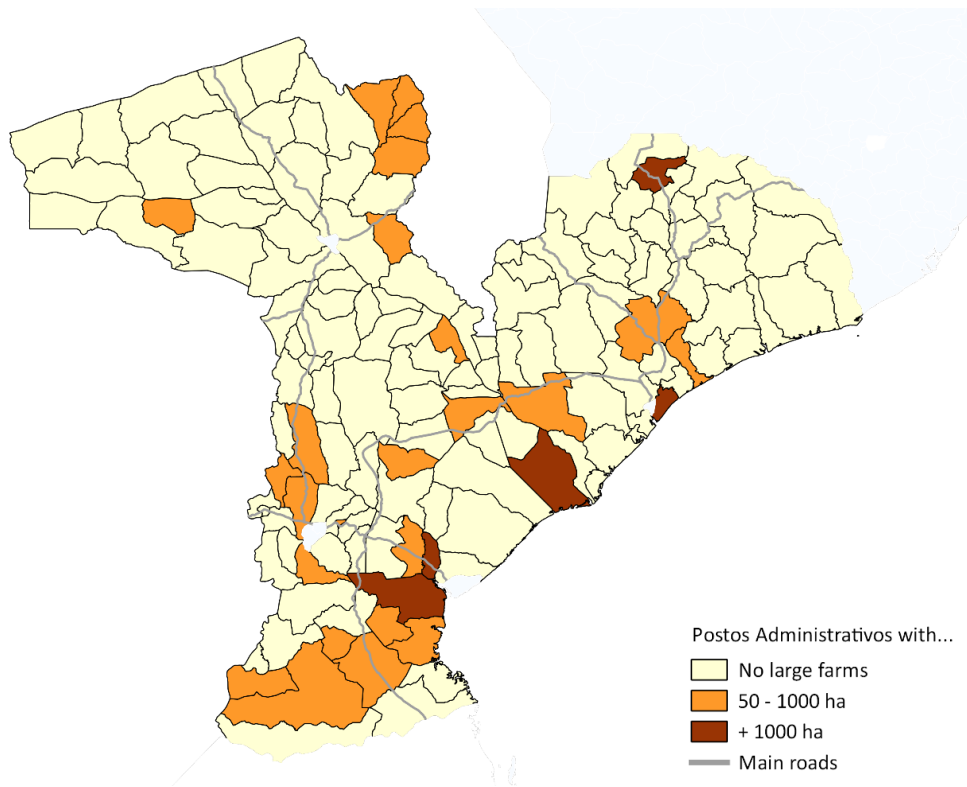 Postos Administrativos with...
No large farms
50 - 1000 ha
+ 1000 ha
Main roads